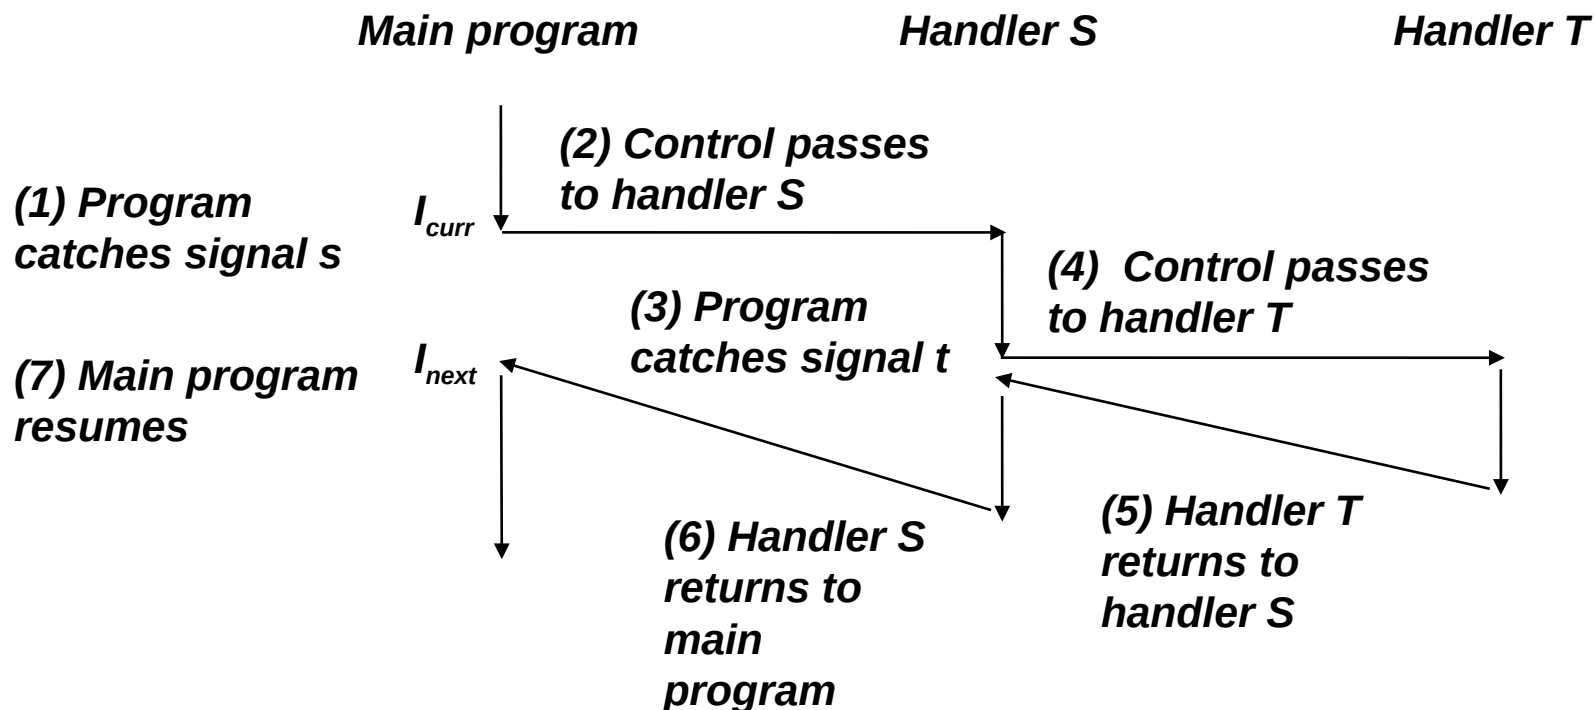 Main program
Handler S
Handler T
(2) Control passes
to handler S
(1) Program
catches signal s
I_curr
(4)  Control passes
to handler T
(3) Program
catches signal t
(7) Main program
resumes
I_next
(5) Handler T
returns to
handler S
(6) Handler S
returns to
main
program